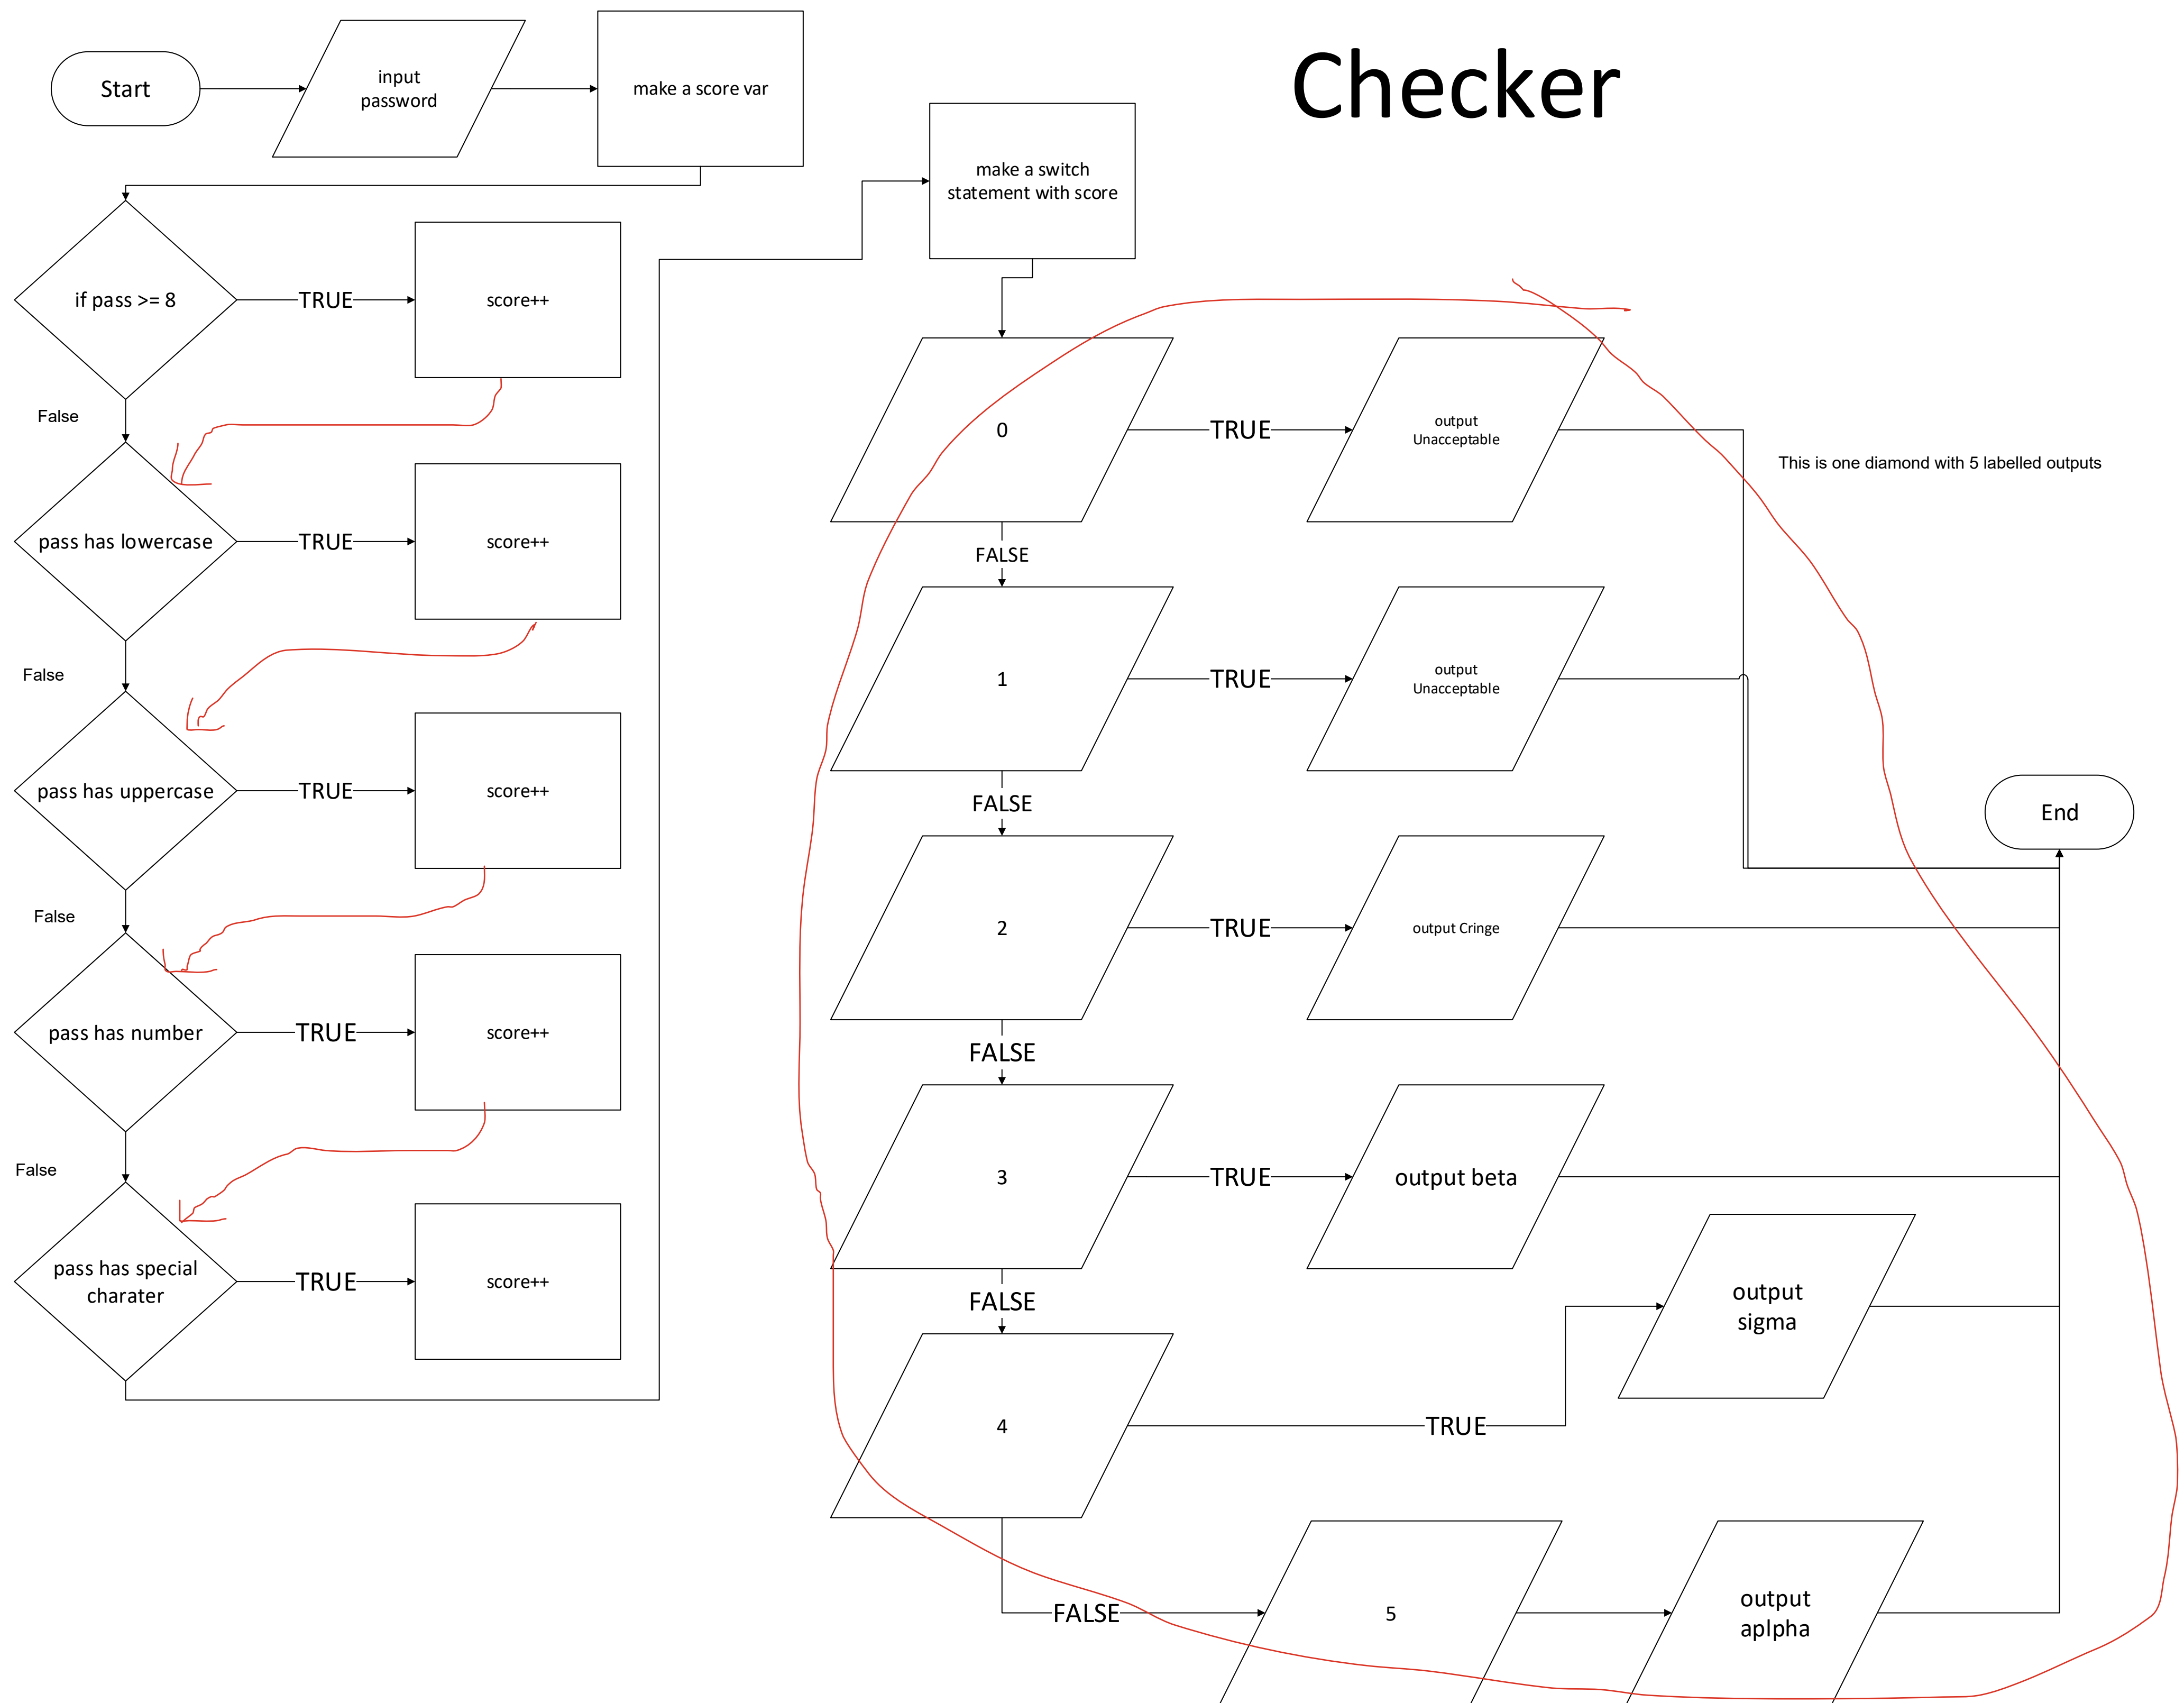 Checker
Start
input
password
make a score var
if pass >= 8
TRUE
score++
False
pass has lowercase
TRUE
score++
False
pass has uppercase
TRUE
score++
False
pass has number
TRUE
score++
False
pass has special
charater
TRUE
score++
make a switch
statement with score
0
TRUE
output
Unacceptable
This is one diamond with 5 labelled outputs
FALSE
1
TRUE
output
Unacceptable
FALSE
2
TRUE
output Cringe
End
FALSE
3
TRUE
output beta
FALSE
4
TRUE
output
sigma
FALSE
5
output
aplpha